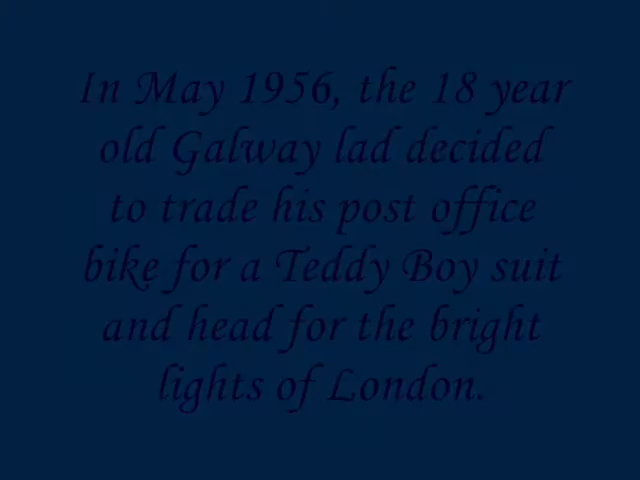 In May 1956, the 18 year
old Galway lad decided
to trade his post office
bike for a Teddy Boy suit
and head for the bright
lights of London.